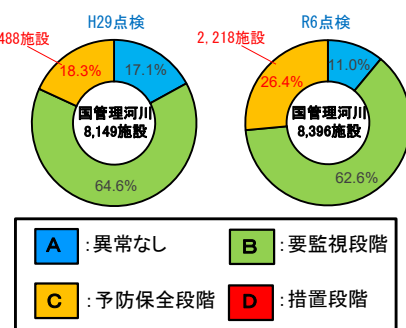 H29点検
R6点検
488施設
2,218施設
18.3%
17.1%
26.4%
11.0%
国管理河川
8,149施設
国管理河川
8,396施設
64.6%
62.6%
A :異常なし
B :要監視段階
C :予防保全段階
D :措置段階